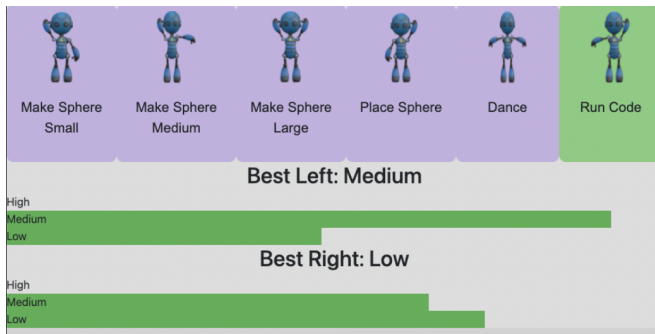 Make Sphere Small
Make Sphere Medium
Make Sphere Large
Place Sphere
Dance
Run Code
Best Left: Medium
High
Medium
Low
Best Right: Low
High
Medium
Low